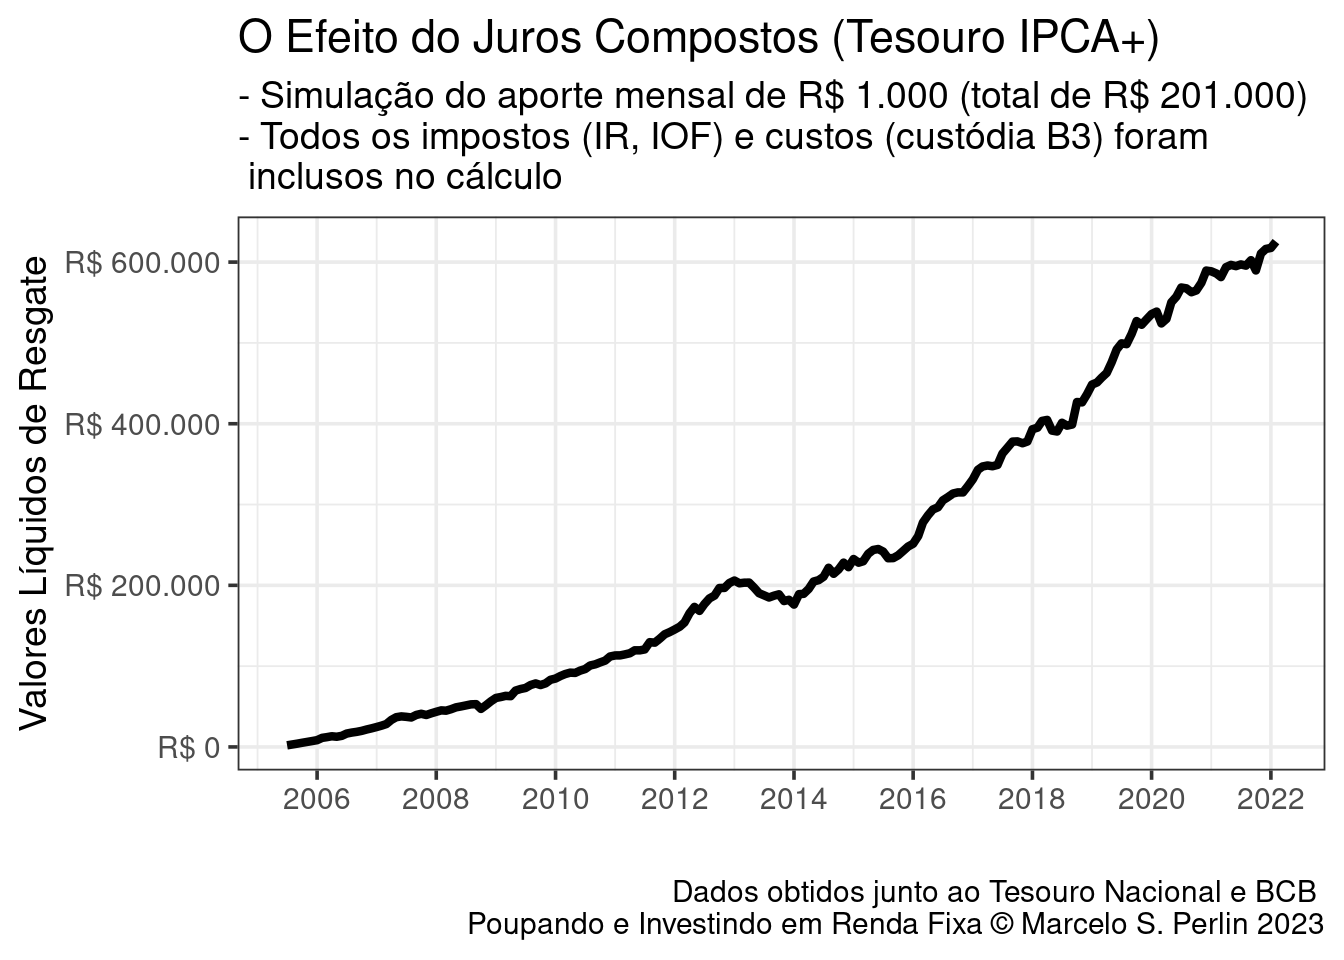 O Efeito do Juros Compostos (Tesouro IPCA+)
- Simulação do aporte mensal de R$ 1.000 (total de R$ 201.000)
- Todos os impostos (IR, IOF) e custos (custódia B3) foram
inclusos no cálculo
Valores Líquidos de Resgate
R$ 600.000
R$ 400.000
R$ 200.000
R$ 0
2006 2008 2010 2012 2014 2016 2018 2020 2022
Dados obtidos junto ao Tesouro Nacional e BCB
Poupando e Investindo em Renda Fixa © Marcelo S. Perlin 2023